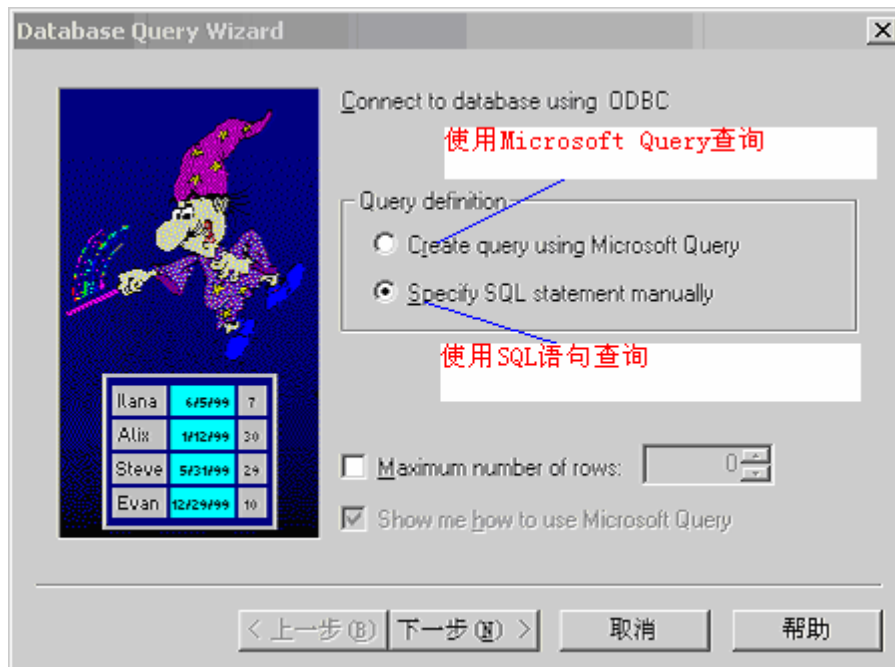 Database Query Wizard
Connect to database using ODBC
使用Microsoft Query查询
Query definition
Create query using Microsoft Query
Specify SQL statement manually
使用SQL语句查询
Ilana 6/5/99 7
Alix 1/12/99 30
Steve 5/31/99 29
Evan 12/29/99 10
Maximum number of rows: 0
Show me how to use Microsoft Query
< 上一步(B) 下一步(N) > 取消 帮助